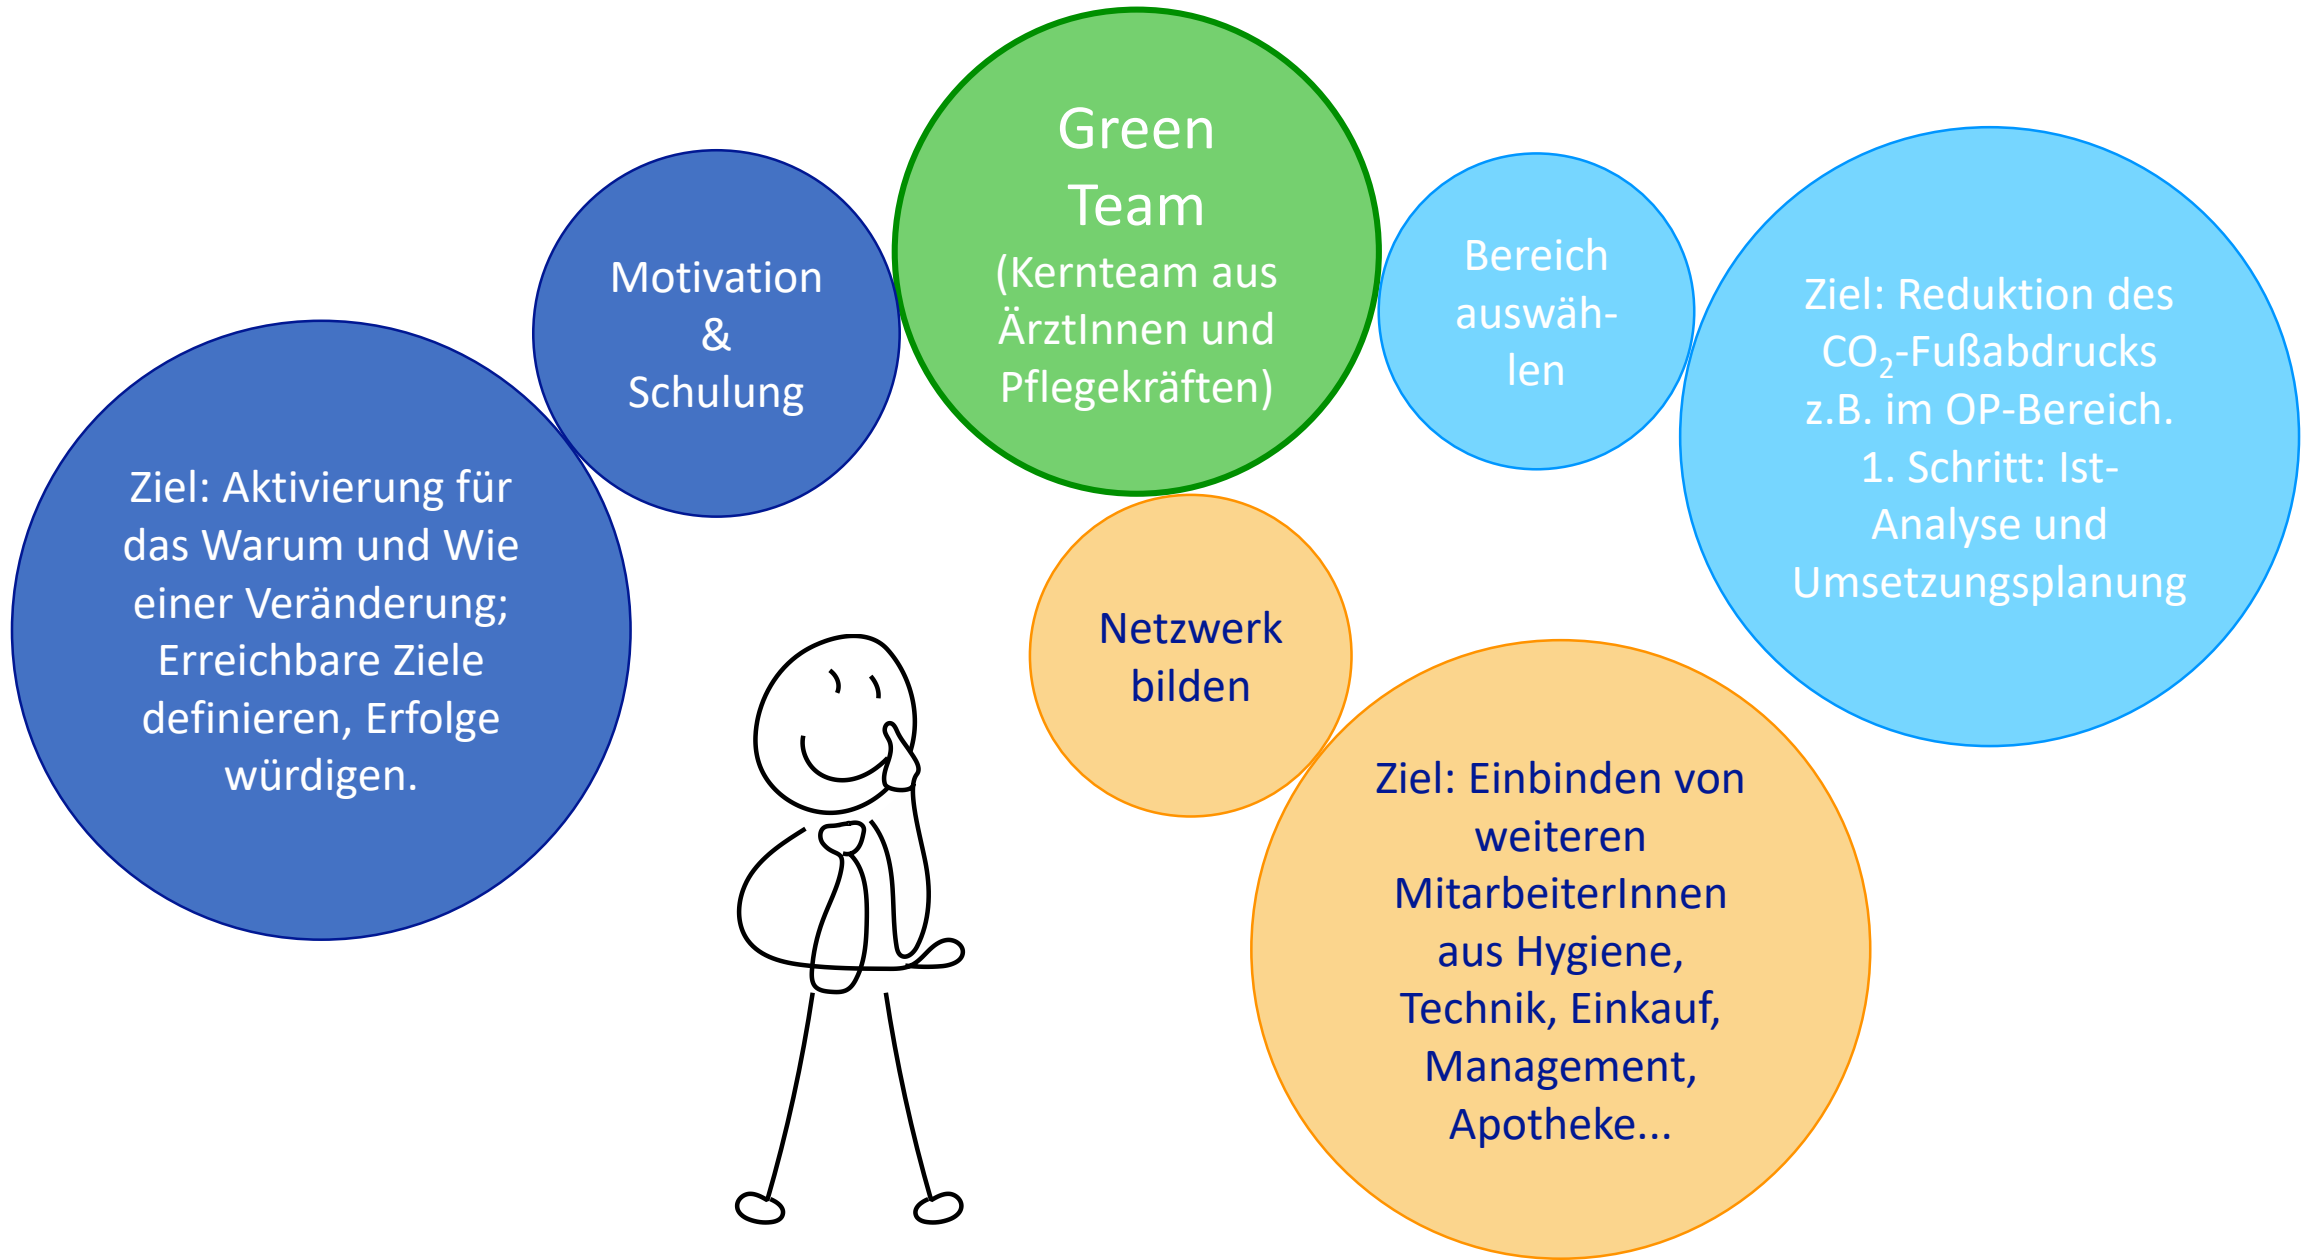 Green
Team
(Kernteam aus
ÄrztInnen und
Pflegekräften)
Motivation
&
Schulung
Ziel: Aktivierung für
das Warum und Wie
einer Veränderung;
Erreichbare Ziele
definieren, Erfolge
würdigen.
Bereich
auswäh-
len
Ziel: Reduktion des
CO₂-Fußabdrucks
z.B. im OP-Bereich.
1. Schritt: Ist-
Analyse und
Umsetzungsplanung
Netzwerk
bilden
Ziel: Einbinden von
weiteren
MitarbeiterInnen
aus Hygiene,
Technik, Einkauf,
Management,
Apotheke...